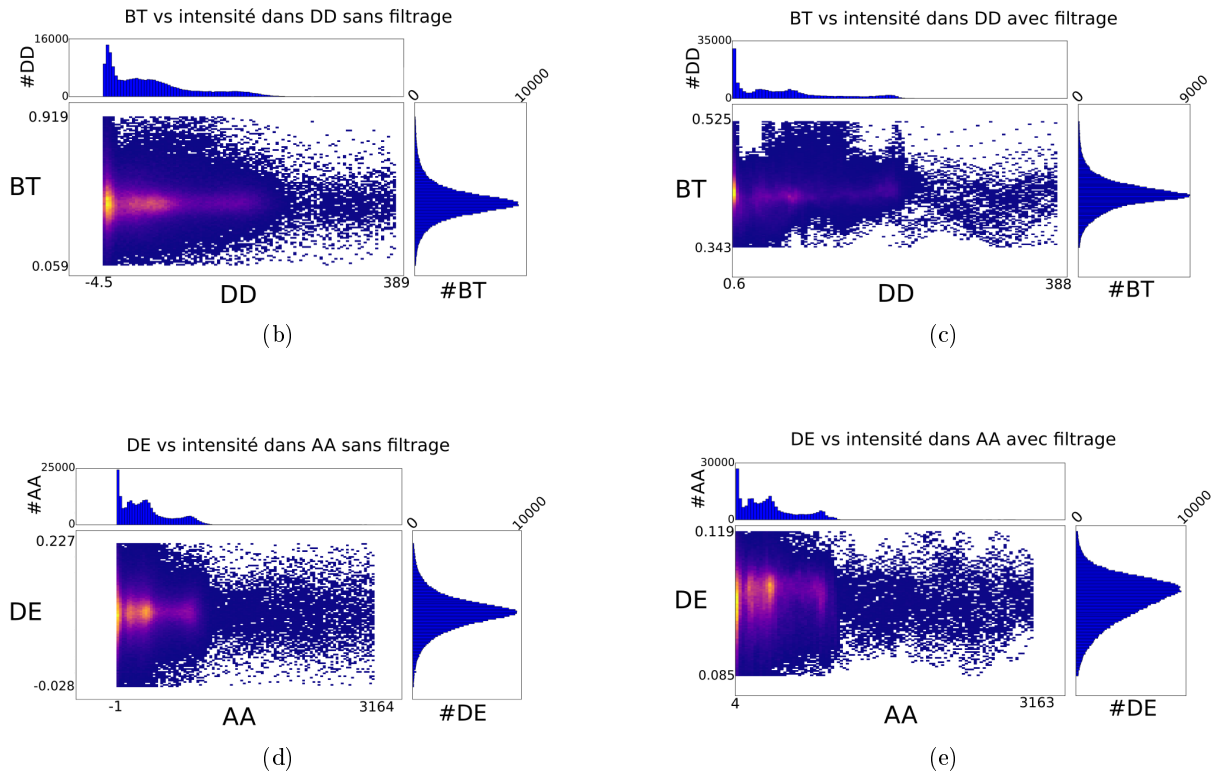 BT vs intensité dans DD sans filtrage
16000
#DD
0
0
10000
0.919
BT
0.059
-4.5
DD
389
#BT
(b)
BT vs intensité dans DD avec filtrage
35000
#DD
0
0
9000
0.525
BT
0.343
0.6
DD
388
#BT
(c)
DE vs intensité dans AA sans filtrage
25000
#AA
0
0
10000
0.227
DE
-0.028
-1
AA
3164
#DE
(d)
DE vs intensité dans AA avec filtrage
30000
#AA
0
0
10000
0.119
DE
0.085
4
AA
3163
#DE
(e)